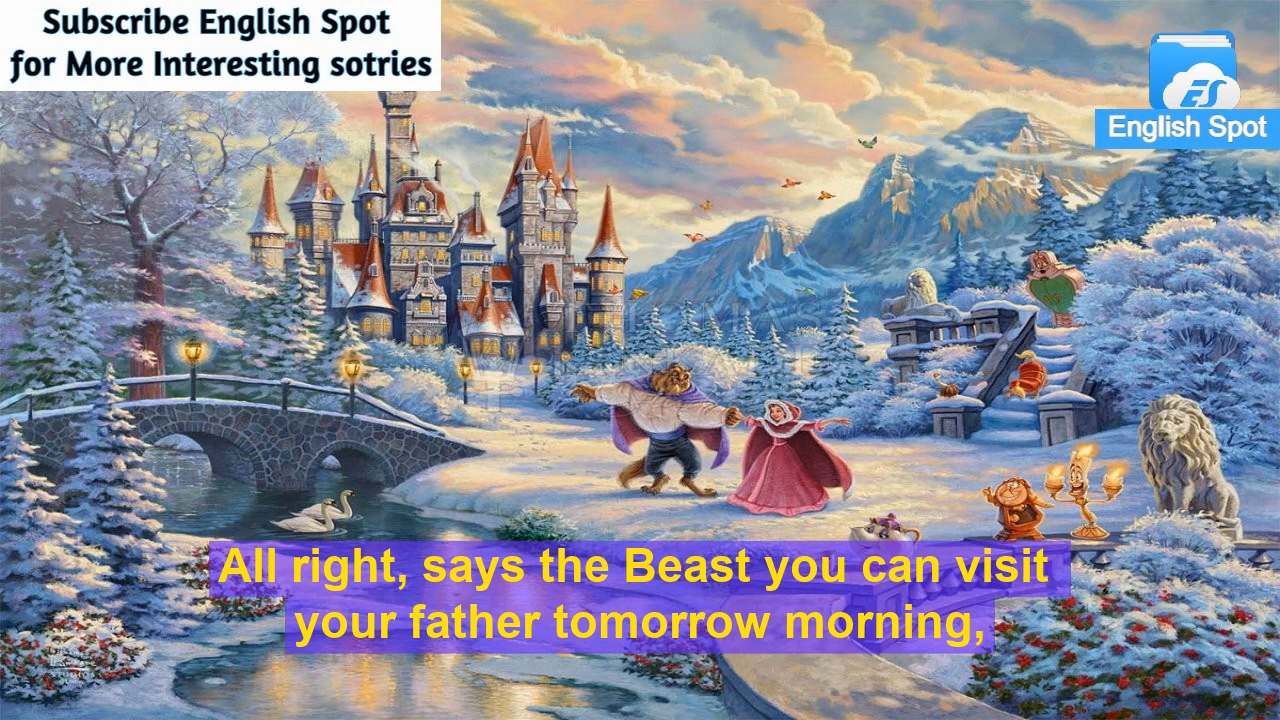 Subscribe English Spot
for More Interesting sotries
ES
English Spot
All right, says the Beast you can visit
your father tomorrow morning,